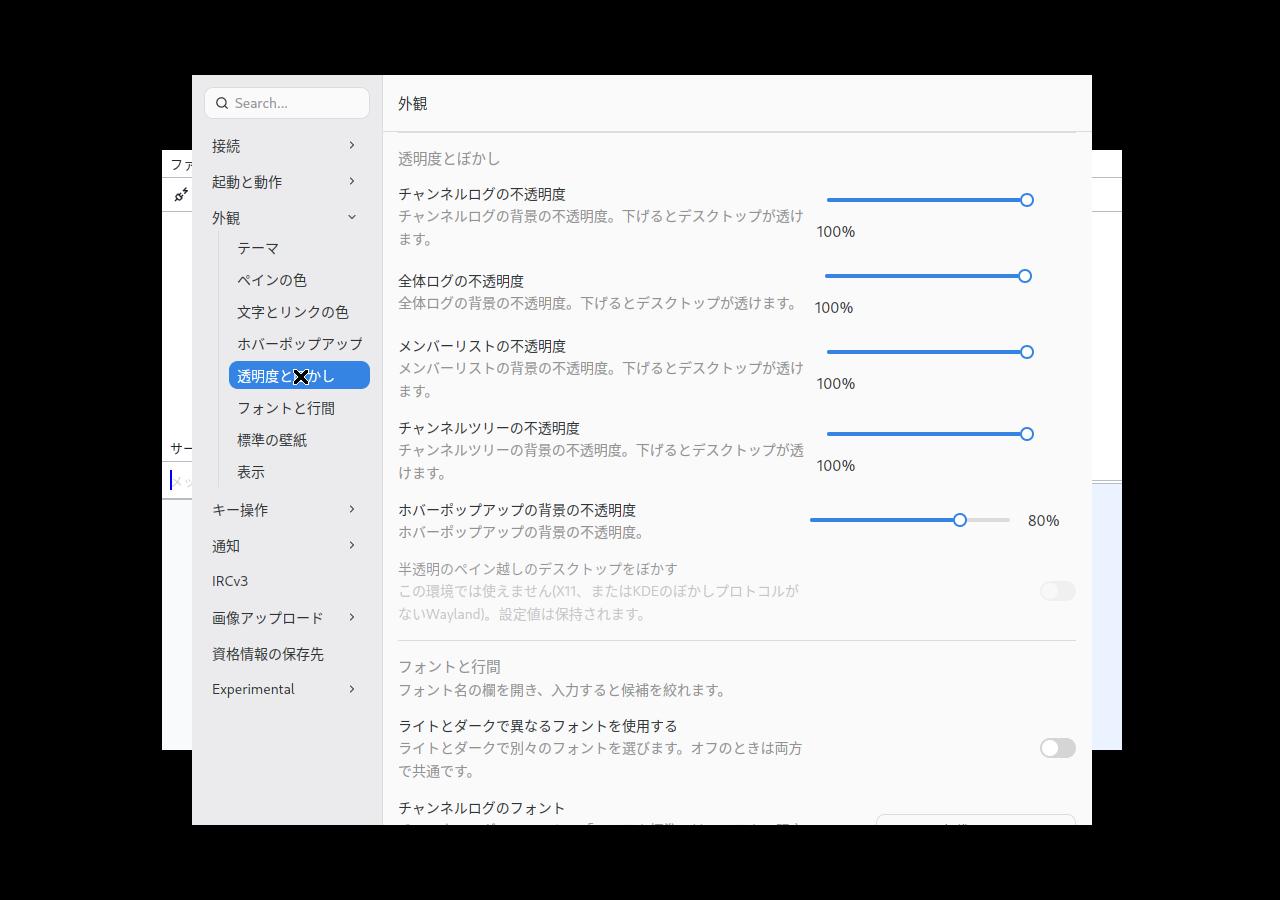 Search...
接続
起動と動作
外観
テーマ
ペインの色
文字とリンクの色
ホバーポップアップ
透明度と
かし
フォントと行間
標準の壁紙
表示
キー操作
通知
IRCv3
画像アップロード
資格情報の保存先
Experimental
外観
透明度とぼかし
チャンネルログの不透明度
チャンネルログの背景の不透明度。下げるとデスクトップが透け
ます。
100%
全体ログの不透明度
全体ログの背景の不透明度。下げるとデスクトップが透けます。
100%
メンバーリストの不透明度
メンバーリストの背景の不透明度。下げるとデスクトップが透け
ます。
100%
チャンネルツリーの不透明度
チャンネルツリーの背景の不透明度。下げるとデスクトップが透
けます。
100%
ホバーポップアップの背景の不透明度
ホバーポップアップの背景の不透明度。
80%
半透明のペイン越しのデスクトップをぼかす
この環境では使えません(X11、またはKDEのぼかしプロトコルが
ないWayland)。設定値は保持されます。
フォントと行間
フォント名の欄を開き、入力すると候補を絞れます。
ライトとダークで異なるフォントを使用する
ライトとダークで別々のフォントを選びます。オフのときは両方
で共通です。
チャンネルログのフォント
ファ
サー
メッ